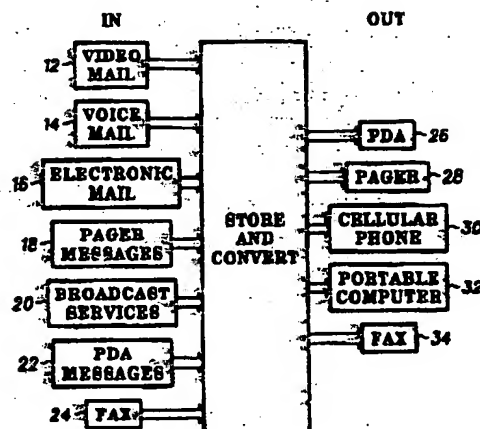 IN
OUT
12
VIDEO
MAIL
14
VOICE
MAIL
16
ELECTRONIC
MAIL
18
PAGER
MESSAGES
20
BROADCAST
SERVICES
22
PDA
MESSAGES
24
FAX
STORE
AND
CONVERT
PDA
26
PAGER
28
CELLULAR
PHONE
30
PORTABLE
COMPUTER
32
FAX
34